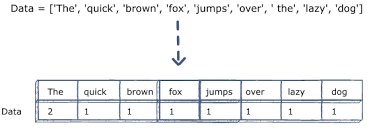 Data = ['The', 'quick', 'brown', 'fox', 'jumps', 'over', ' the', 'lazy', 'dog']
The quick brown fox jumps over lazy dog
Data 2 1 1 1 1 1 1 1